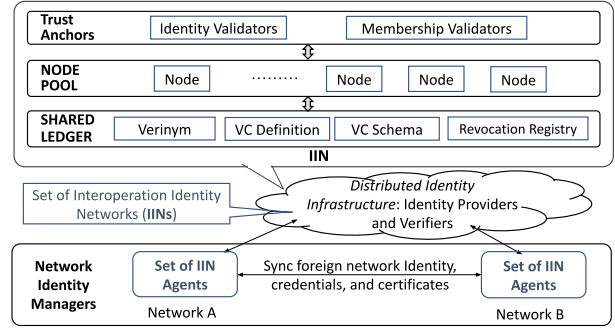 Trust
Anchors
Identity Validators
Membership Validators
NODE
POOL
Node
.........
Node
Node
Node
SHARED
LEDGER
Verinym
VC Definition
VC Schema
Revocation Registry
IIN
Set of Interoperation Identity
Networks (IINs)
Distributed Identity
Infrastructure: Identity Providers
and Verifiers
Network
Identity
Managers
Set of IIN
Agents
Network A
Sync foreign network Identity,
credentials, and certificates
Set of IIN
Agents
Network B